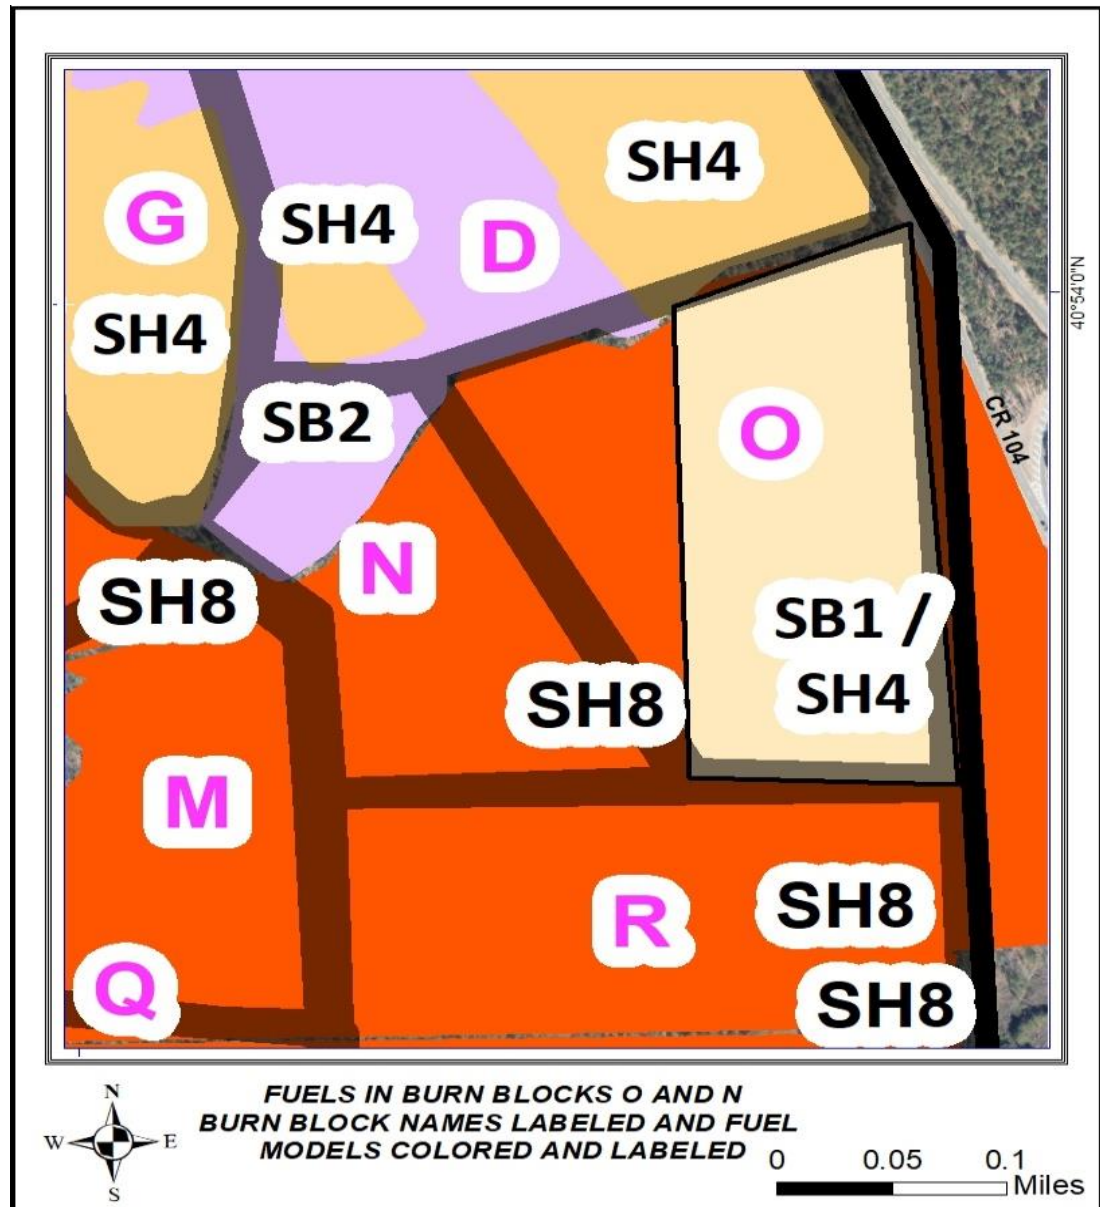 SH4
G
SH4
D
SH4
40°54'0"N
SB2
O
CR 104
N
SH8
SB1 /
SH4
SH8
M
R
SH8
Q
SH8
N
W
E
S
FUELS IN BURN BLOCKS O AND N
BURN BLOCK NAMES LABELED AND FUEL
MODELS COLORED AND LABELED
0 0.05 0.1
Miles